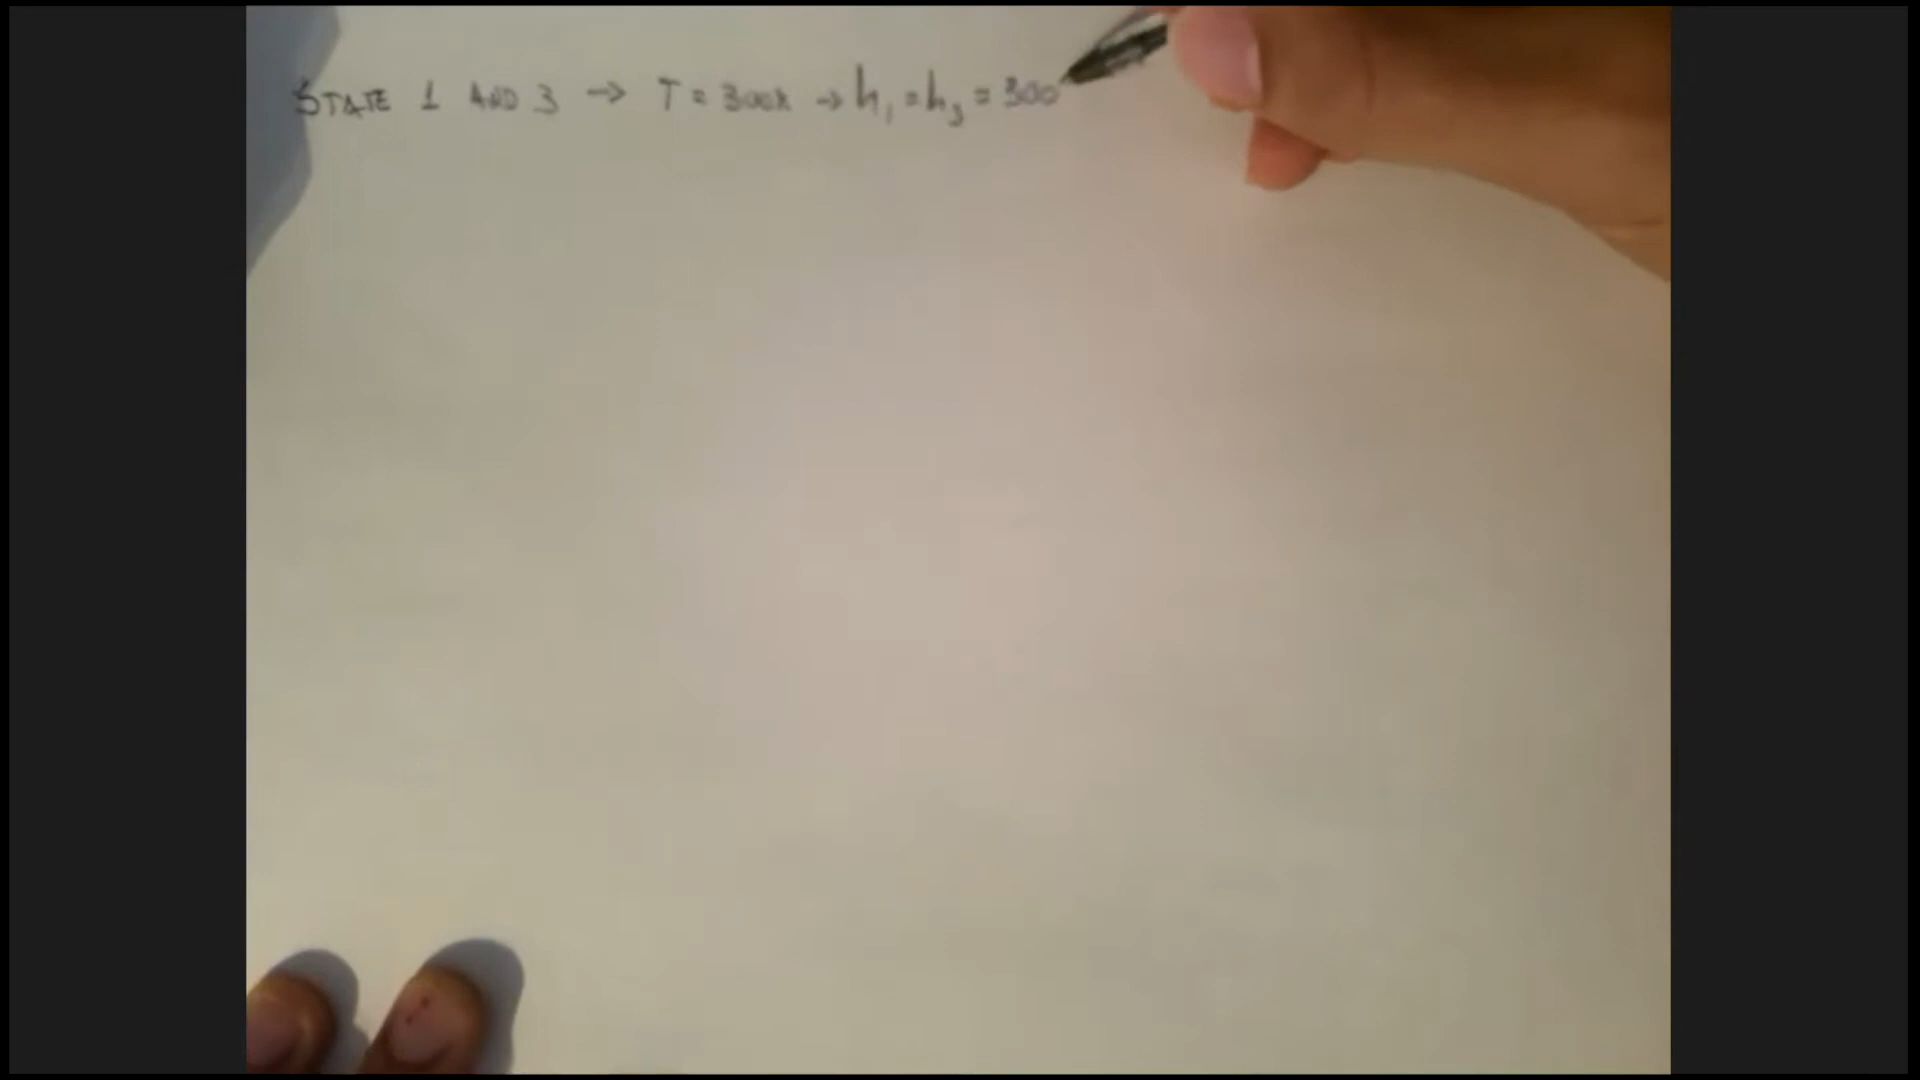 STATE 1 AND 3 → T = 300K → h₁ = h₃ = 300